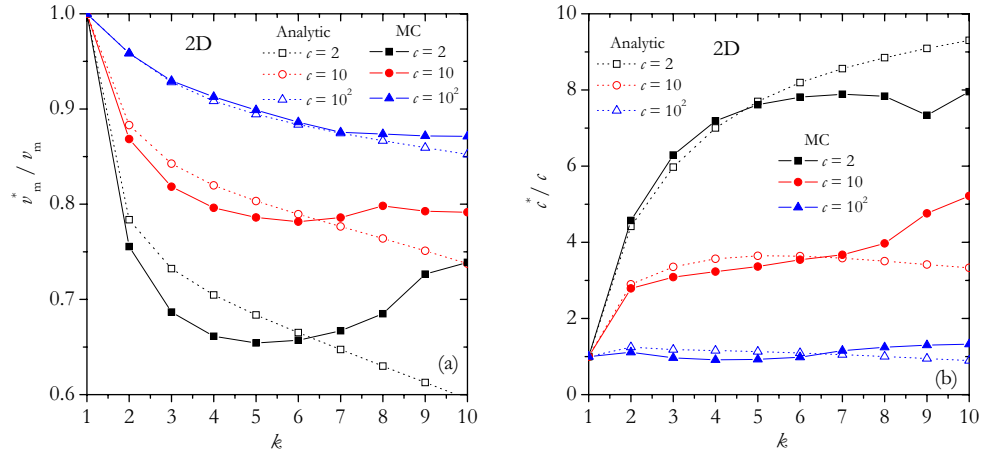 1.0
0.9
0.8
0.7
0.6
v*m / vm
2D
Analytic
c = 2
c = 10
c = 10²
MC
c = 2
c = 10
c = 10²
(a)
1 2 3 4 5 6 7 8 9 10
k
10
8
6
4
2
0
c* / c
Analytic
c = 2
c = 10
c = 10²
2D
MC
c = 2
c = 10
c = 10²
(b)
1 2 3 4 5 6 7 8 9 10
k